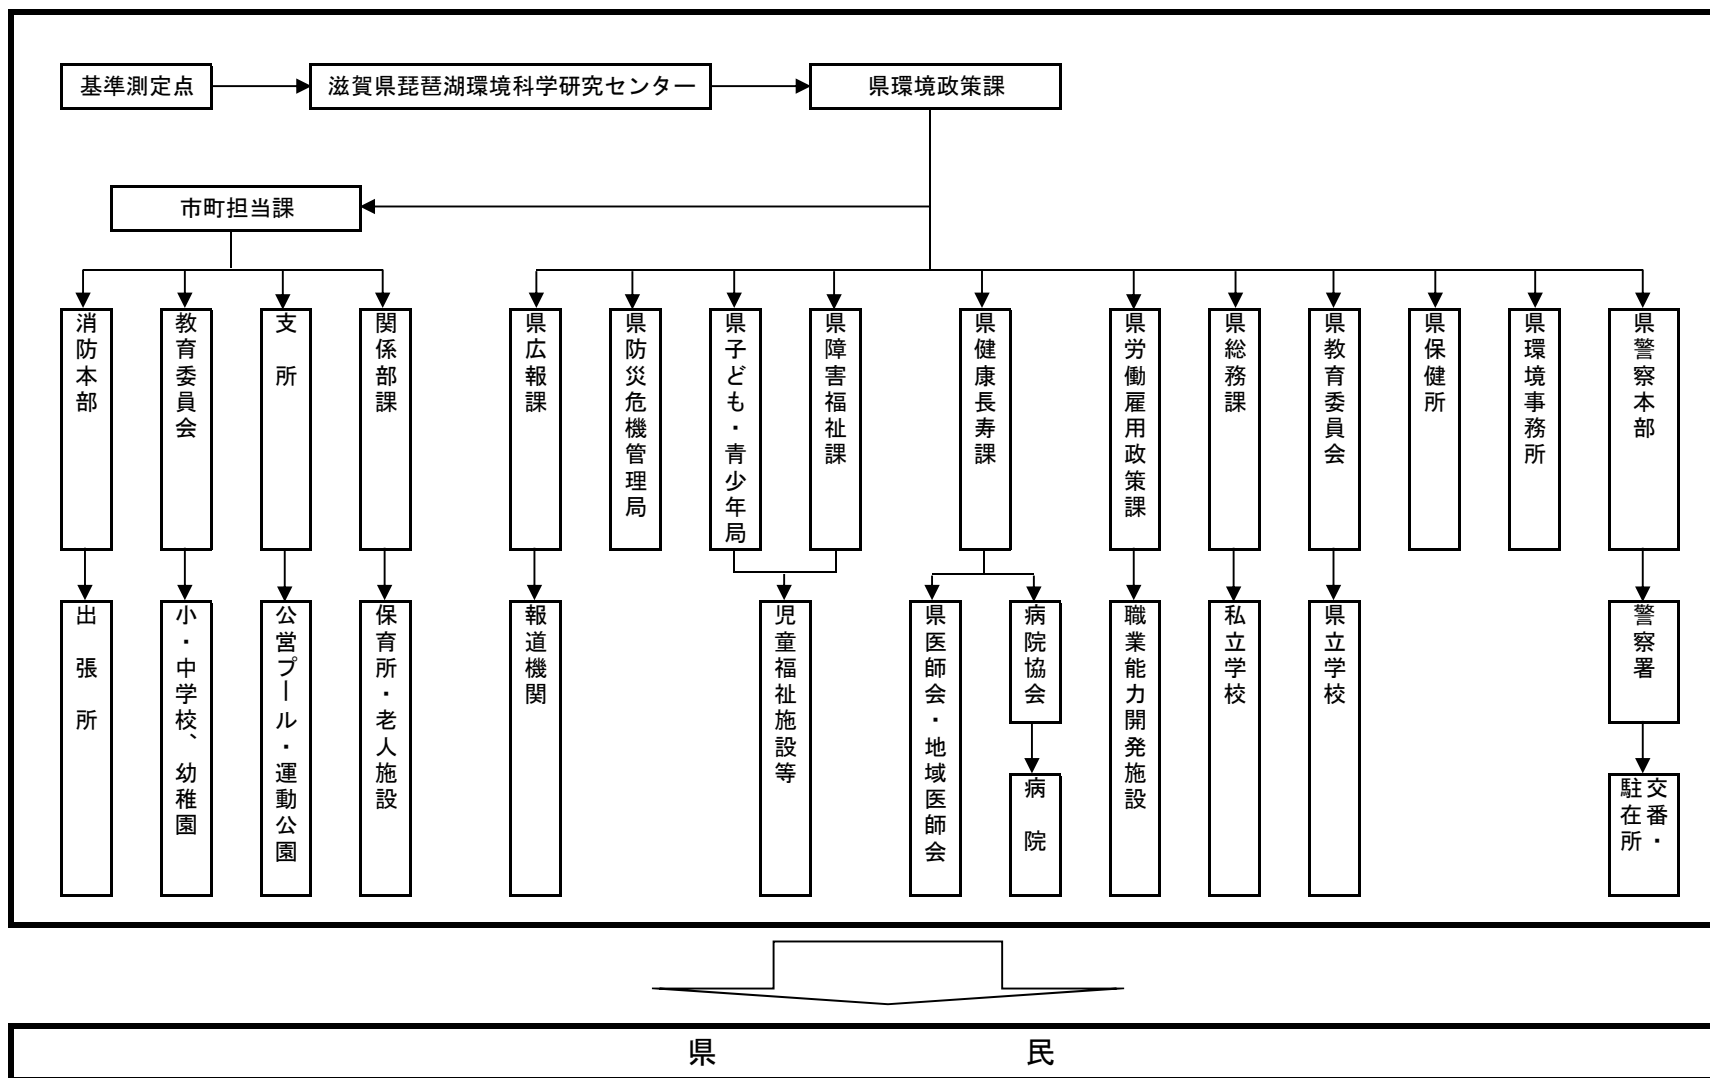 基準測定点
滋賀県琵琶湖環境科学研究センター
県環境政策課
市町担当課
消防本部
教育委員会
支所
関係部課
県広報課
県防災危機管理局
県子ども・青少年局
県障害福祉課
県健康長寿課
県労働雇用政策課
県総務課
県教育委員会
県保健所
県環境事務所
県警察本部
出張所
小・中学校、幼稚園
公営プール・運動公園
保育所・老人施設
報道機関
児童福祉施設等
県医師会・地域医師会
病院協会
職業能力開発施設
私立学校
県立学校
警察署
病院
交番・
駐在所
県民